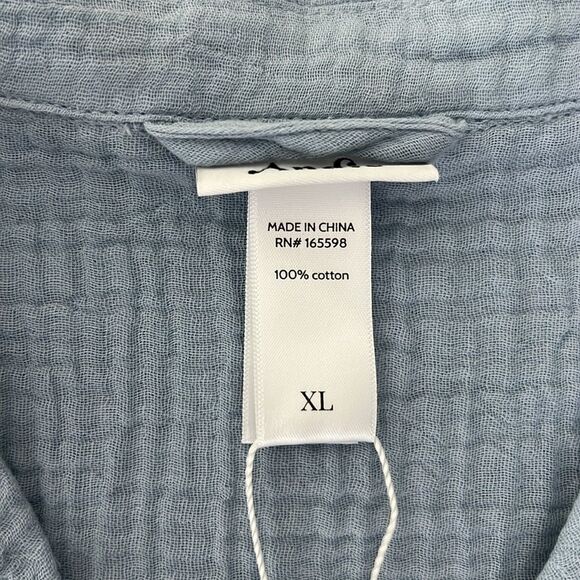 MADE IN CHINA
RN# 165598
100% cotton
XL